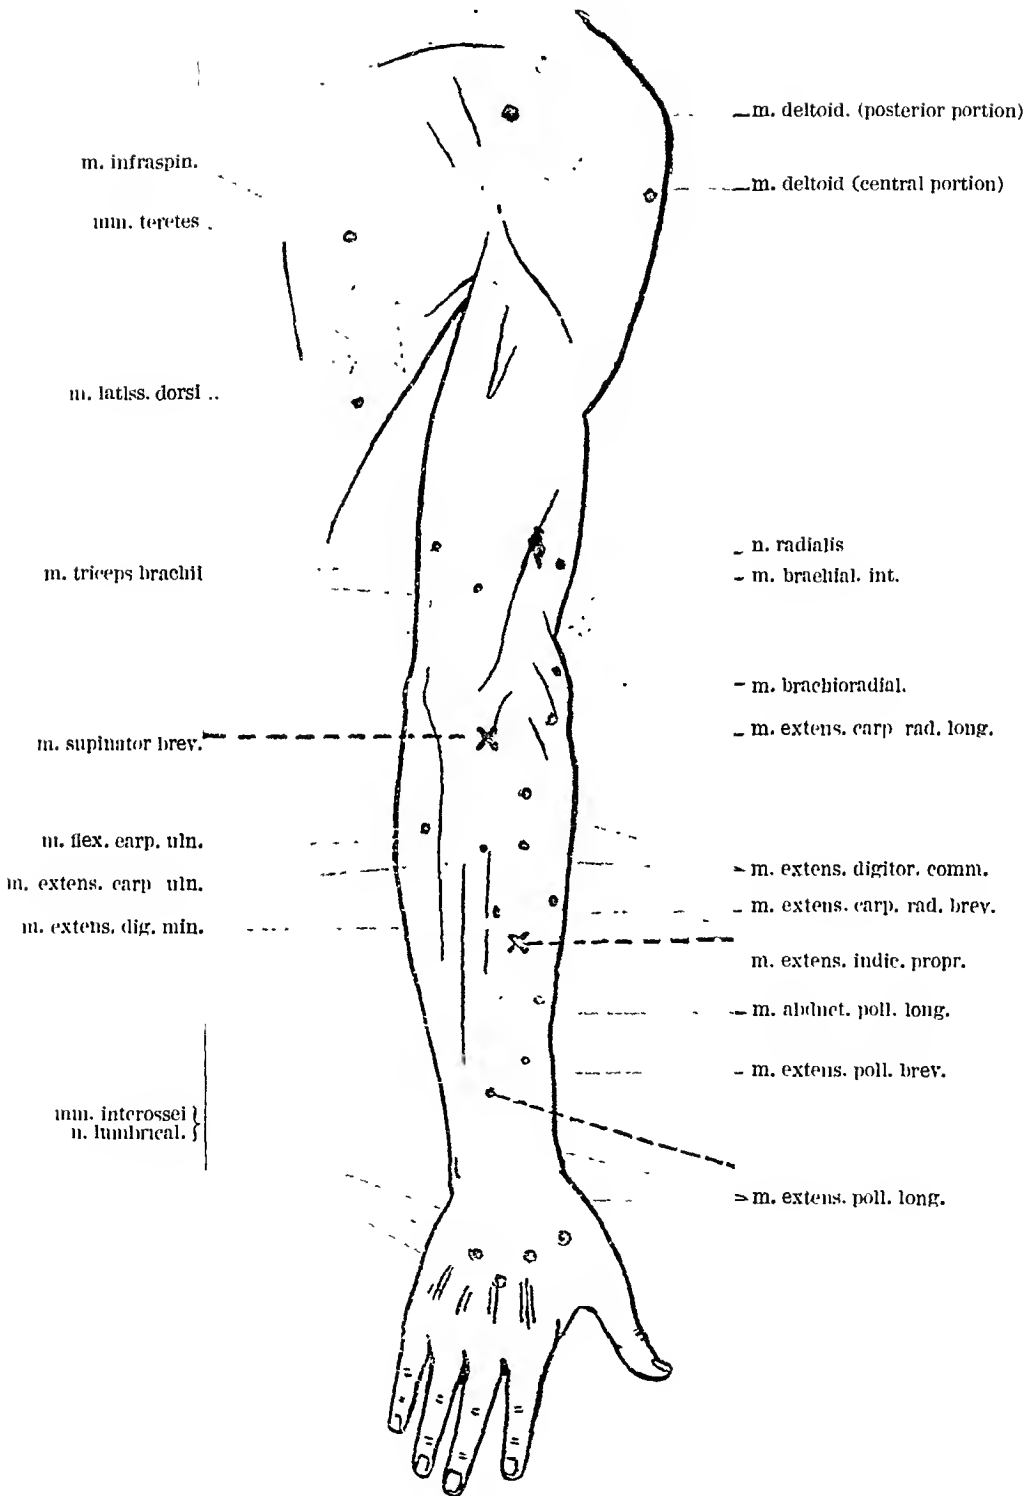 m. infraspin.
mm. teretes
m. latiss. dorsi
m. triceps brachii
m. supinator brev.
m. flex. carp. uln.
m. extens. carp uln.
m. extens. dig. min.
mm. interossei
n. lumbrical.
m. deltoid. (posterior portion)
m. deltoid (central portion)
n. radialis
m. brachial. int.
m. brachioradial.
m. extens. carp rad. long.
m. extens. digitor. comm.
m. extens. carp. rad. brev.
m. extens. indic. propr.
m. abduct. poll. long.
m. extens. poll. brev.
m. extens. poll. long.